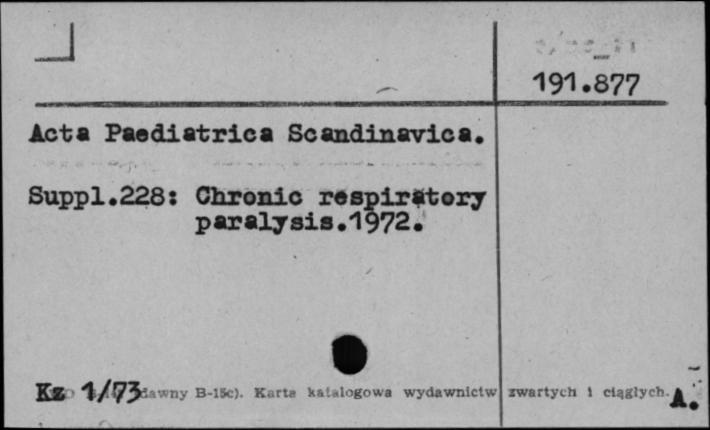 191.877
Acta Paediatrica Scandinavica.
Suppl.228: Chronic respiratory
paralysis.1972.
Kz 1/73 dawny B-15c). Karta katalogowa wydawnictw zwartych i ciągłych. A.